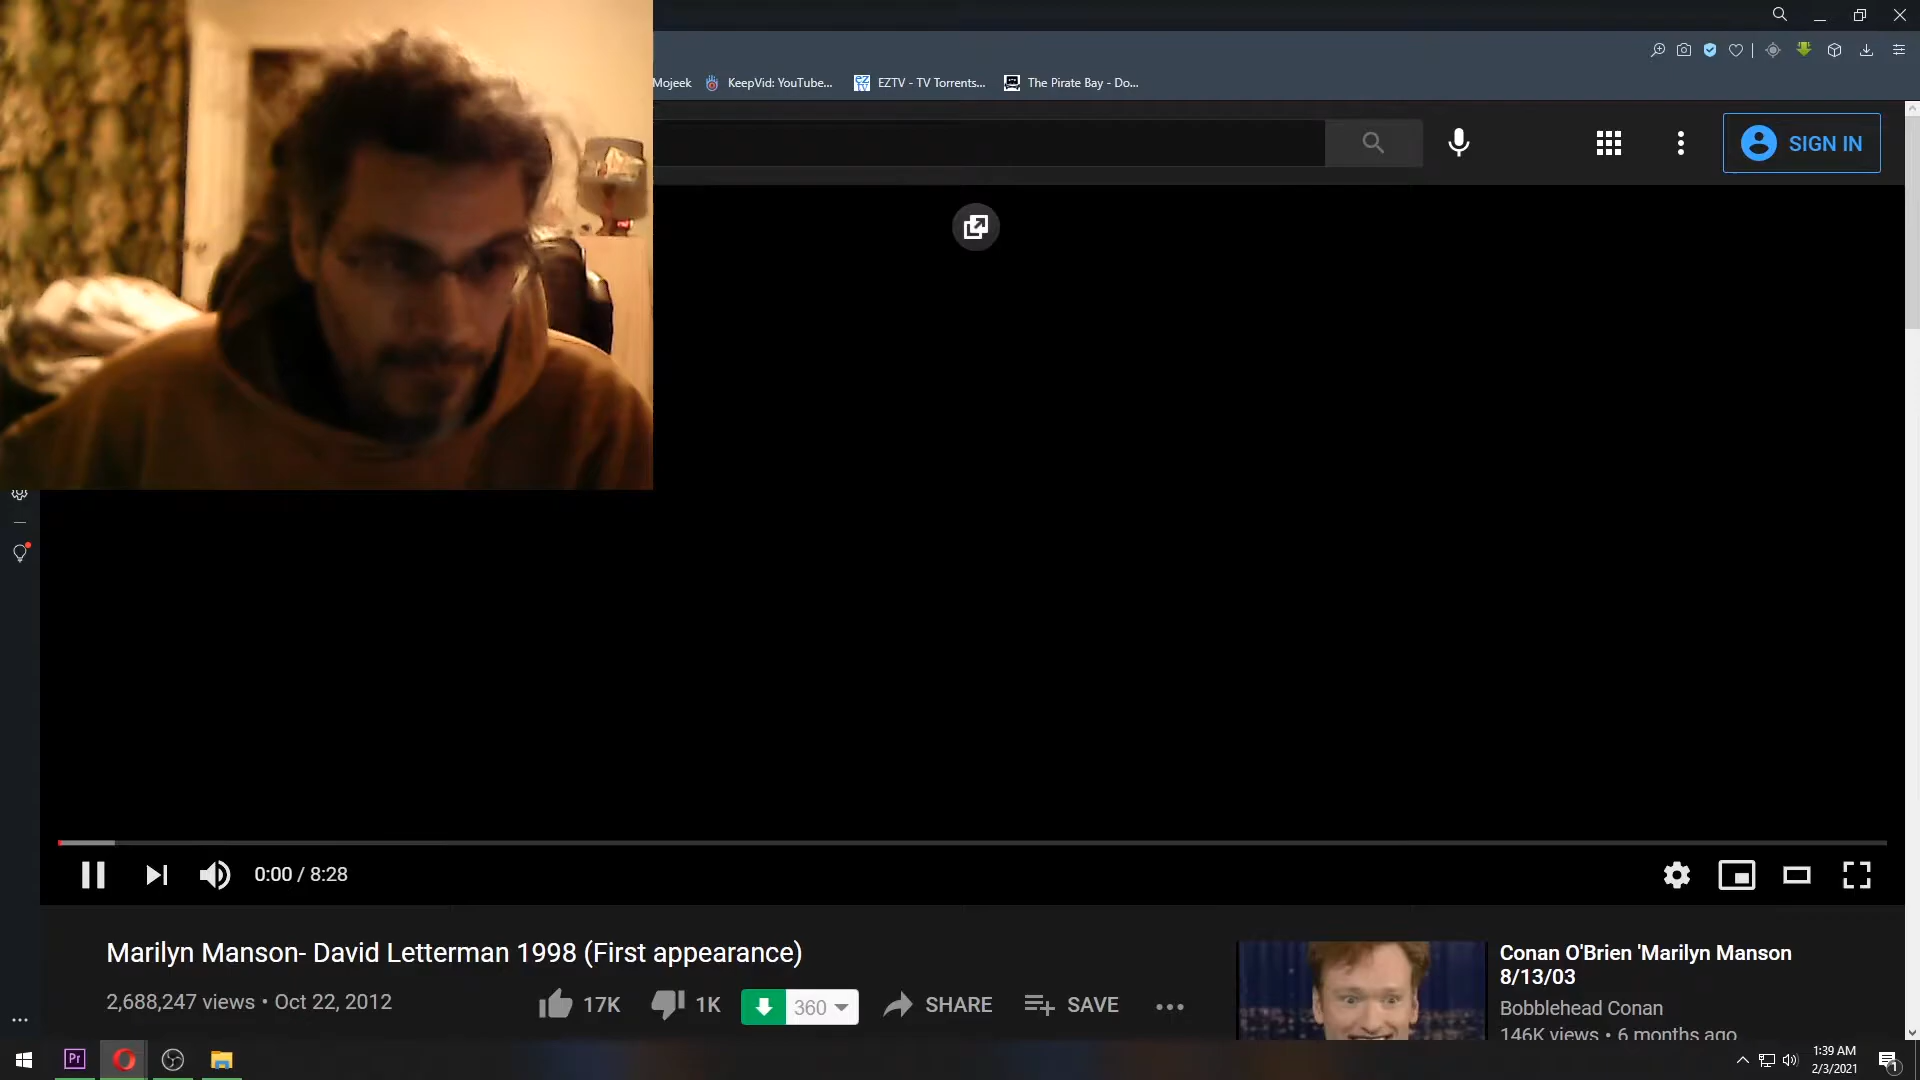 Mojeek KeepVid: YouTube... EZTV - TV Torrents... The Pirate Bay - Do...
SIGN IN
0:00 / 8:28
Marilyn Manson- David Letterman 1998 (First appearance)
2,688,247 views • Oct 22, 2012
17K 1K 360 SHARE SAVE
Conan O'Brien 'Marilyn Manson
8/13/03
Bobblehead Conan
146K views • 6 months ago
Pr
1:39 AM
2/3/2021
1